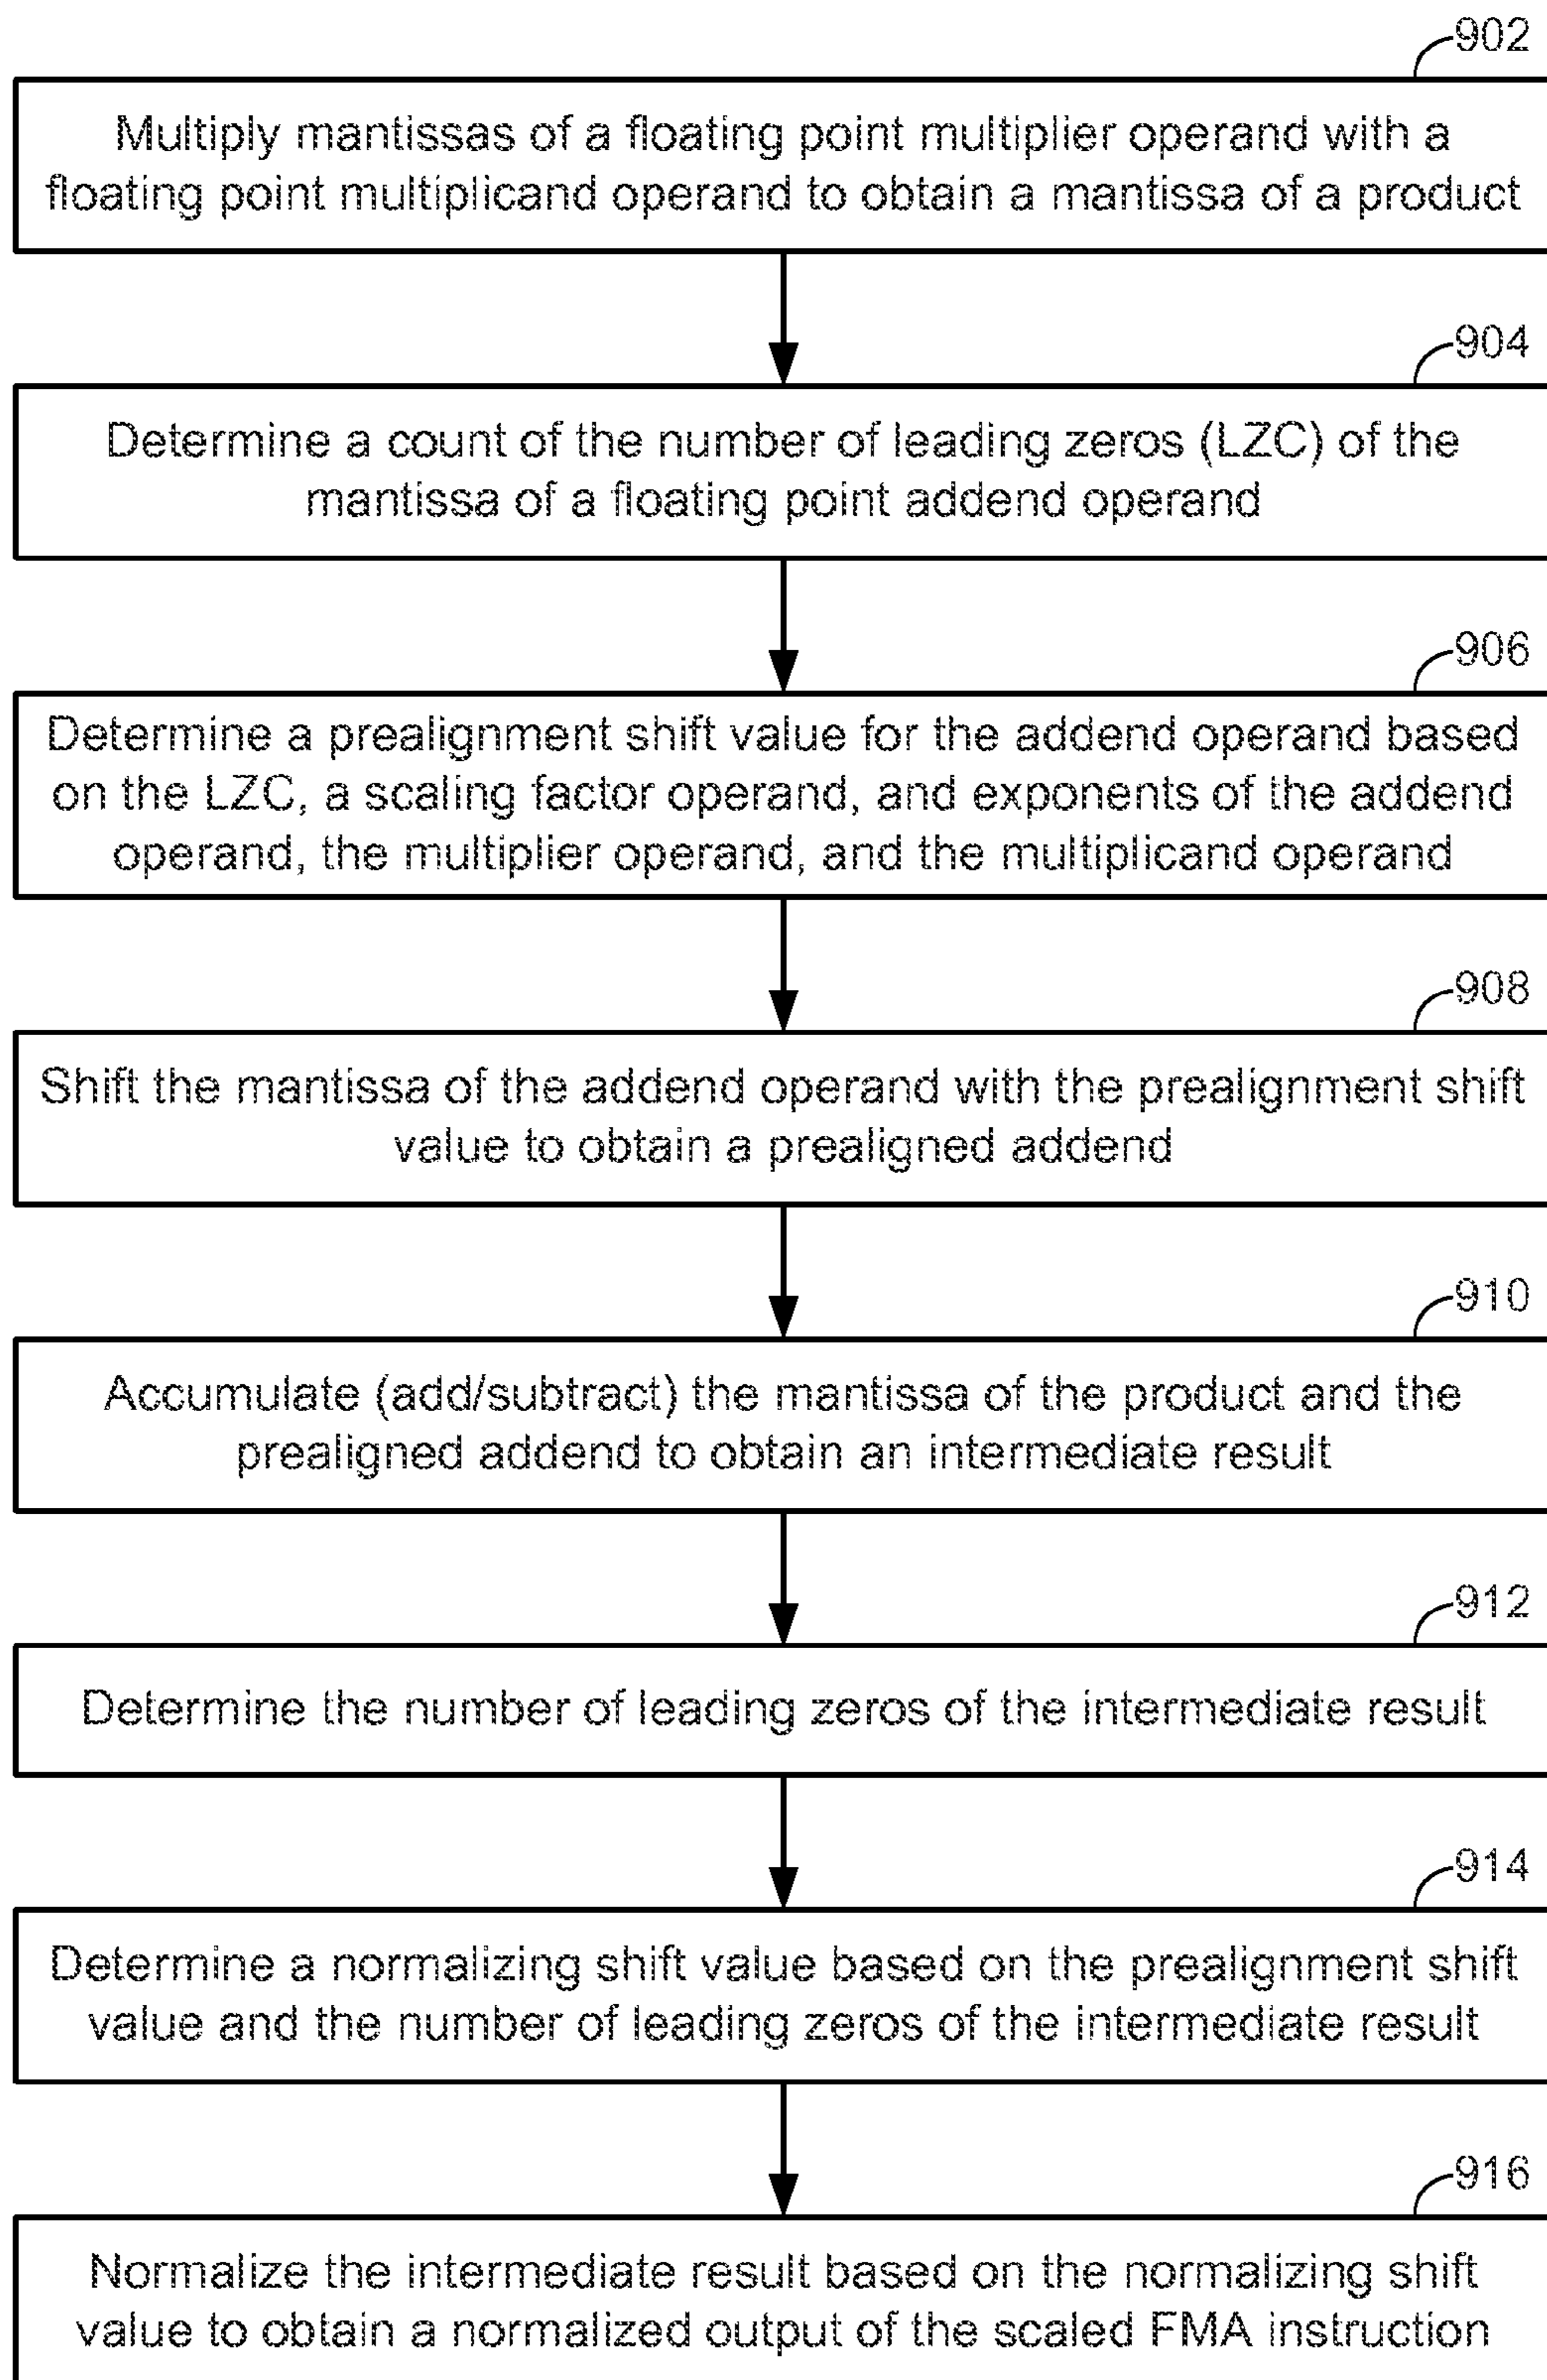 902
Multiply mantissas of a floating point multiplier operand with a
floating point multiplicand operand to obtain a mantissa of a product
904
Determine a count of the number of leading zeros (LZC) of the
mantissa of a floating point addend operand
906
Determine a prealignment shift value for the addend operand based
on the LZC, a scaling factor operand, and exponents of the addend
operand, the multiplier operand, and the multiplicand operand
908
Shift the mantissa of the addend operand with the prealignment shift
value to obtain a prealigned addend
910
Accumulate (add/subtract) the mantissa of the product and the
prealigned addend to obtain an intermediate result
912
Determine the number of leading zeros of the intermediate result
914
Determine a normalizing shift value based on the prealignment shift
value and the number of leading zeros of the intermediate result
916
Normalize the intermediate result based on the normalizing shift
value to obtain a normalized output of the scaled FMA instruction